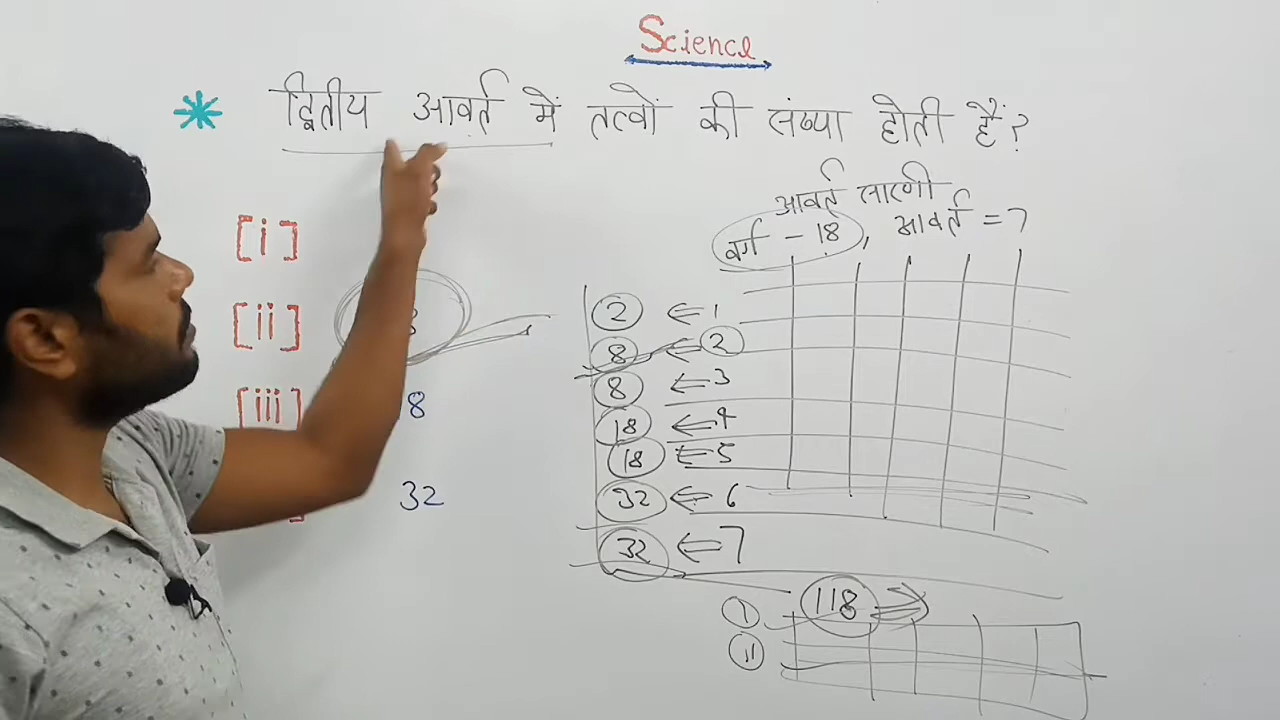 Science
द्वितीय आवर्त में तत्वों की संख्या होती हैं?
आवर्त सारणी
वर्ग - 18, आवर्त = 7
[i]
[ii]
[iii] 8
32
2 ⇐ 1
8 ⇐ 2
8 ⇐ 3
18 ⇐ 4
18 ⇐ 5
32 ⇐ 6
32 ⇐ 7
118 ⇒
I
II